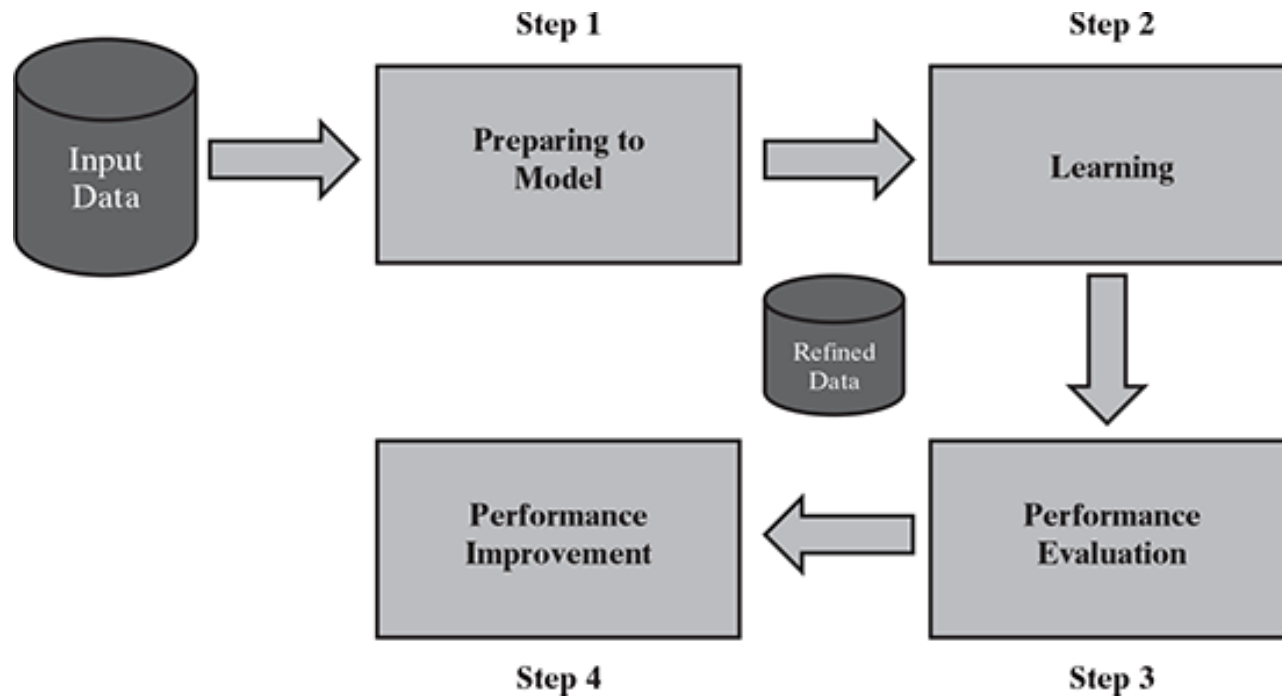 Step 1
Step 2
Input
Data
Preparing to
Model
Learning
Refined
Data
Performance
Improvement
Performance
Evaluation
Step 4
Step 3